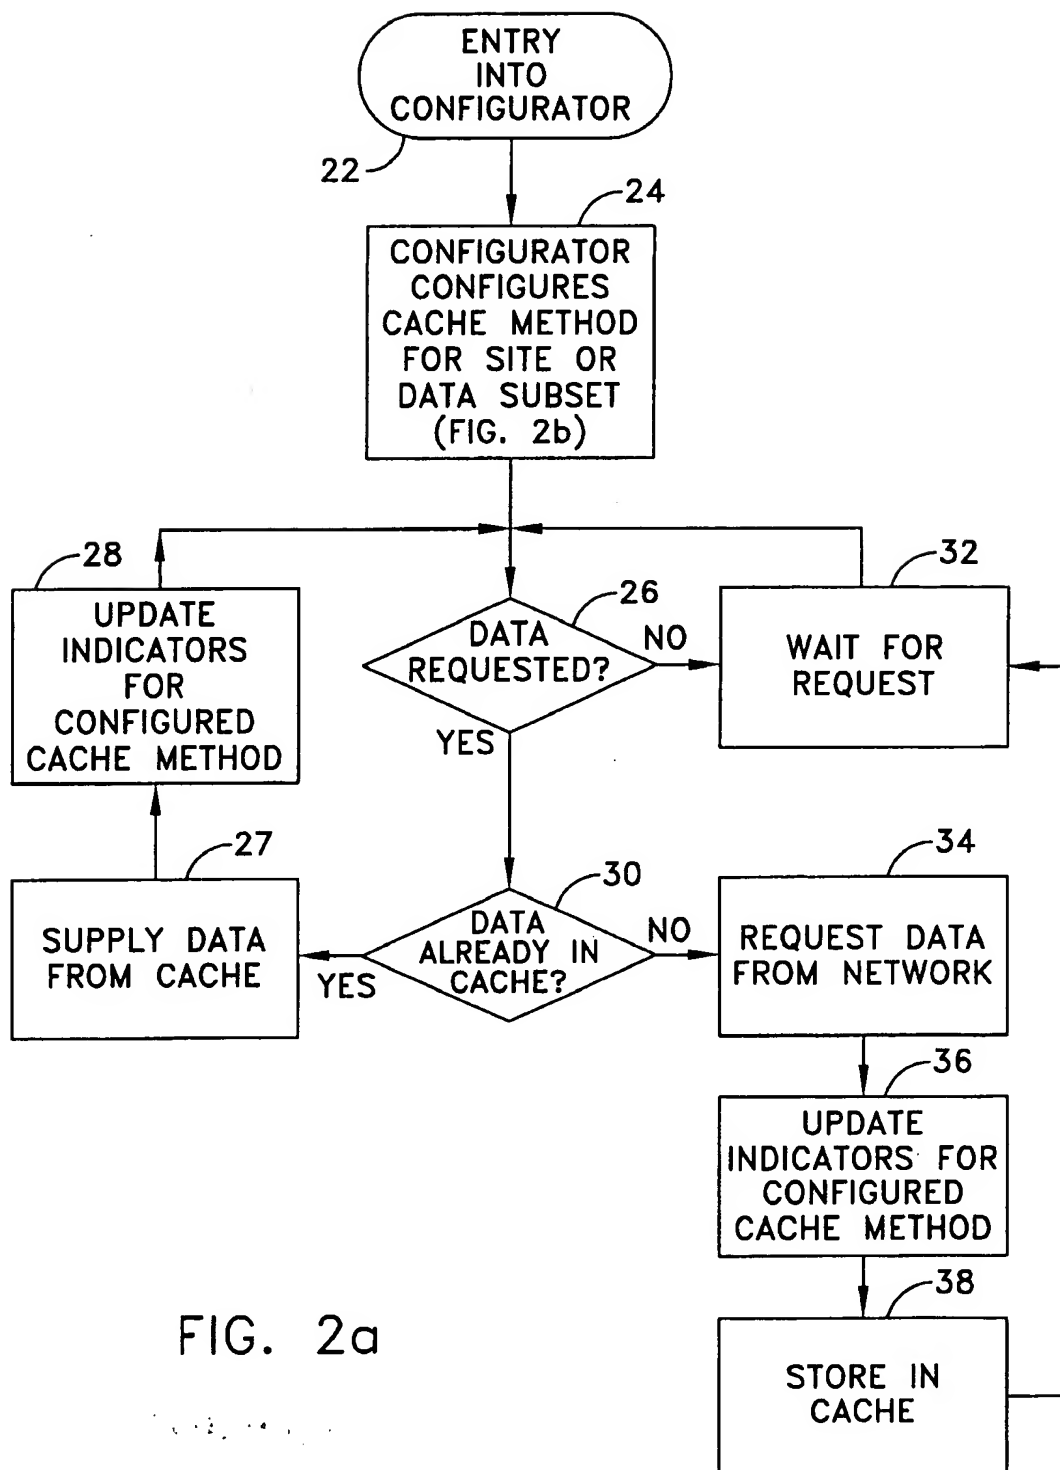 ENTRY
INTO
CONFIGURATOR
22
24
CONFIGURATOR
CONFIGURES
CACHE METHOD
FOR SITE OR
DATA SUBSET
(FIG. 2b)
28
UPDATE
INDICATORS
FOR
CONFIGURED
CACHE METHOD
26
DATA
REQUESTED?
NO
YES
32
WAIT FOR
REQUEST
27
SUPPLY DATA
FROM CACHE
30
DATA
ALREADY IN
CACHE?
YES
NO
34
REQUEST DATA
FROM NETWORK
36
UPDATE
INDICATORS FOR
CONFIGURED
CACHE METHOD
38
STORE IN
CACHE
FIG. 2a